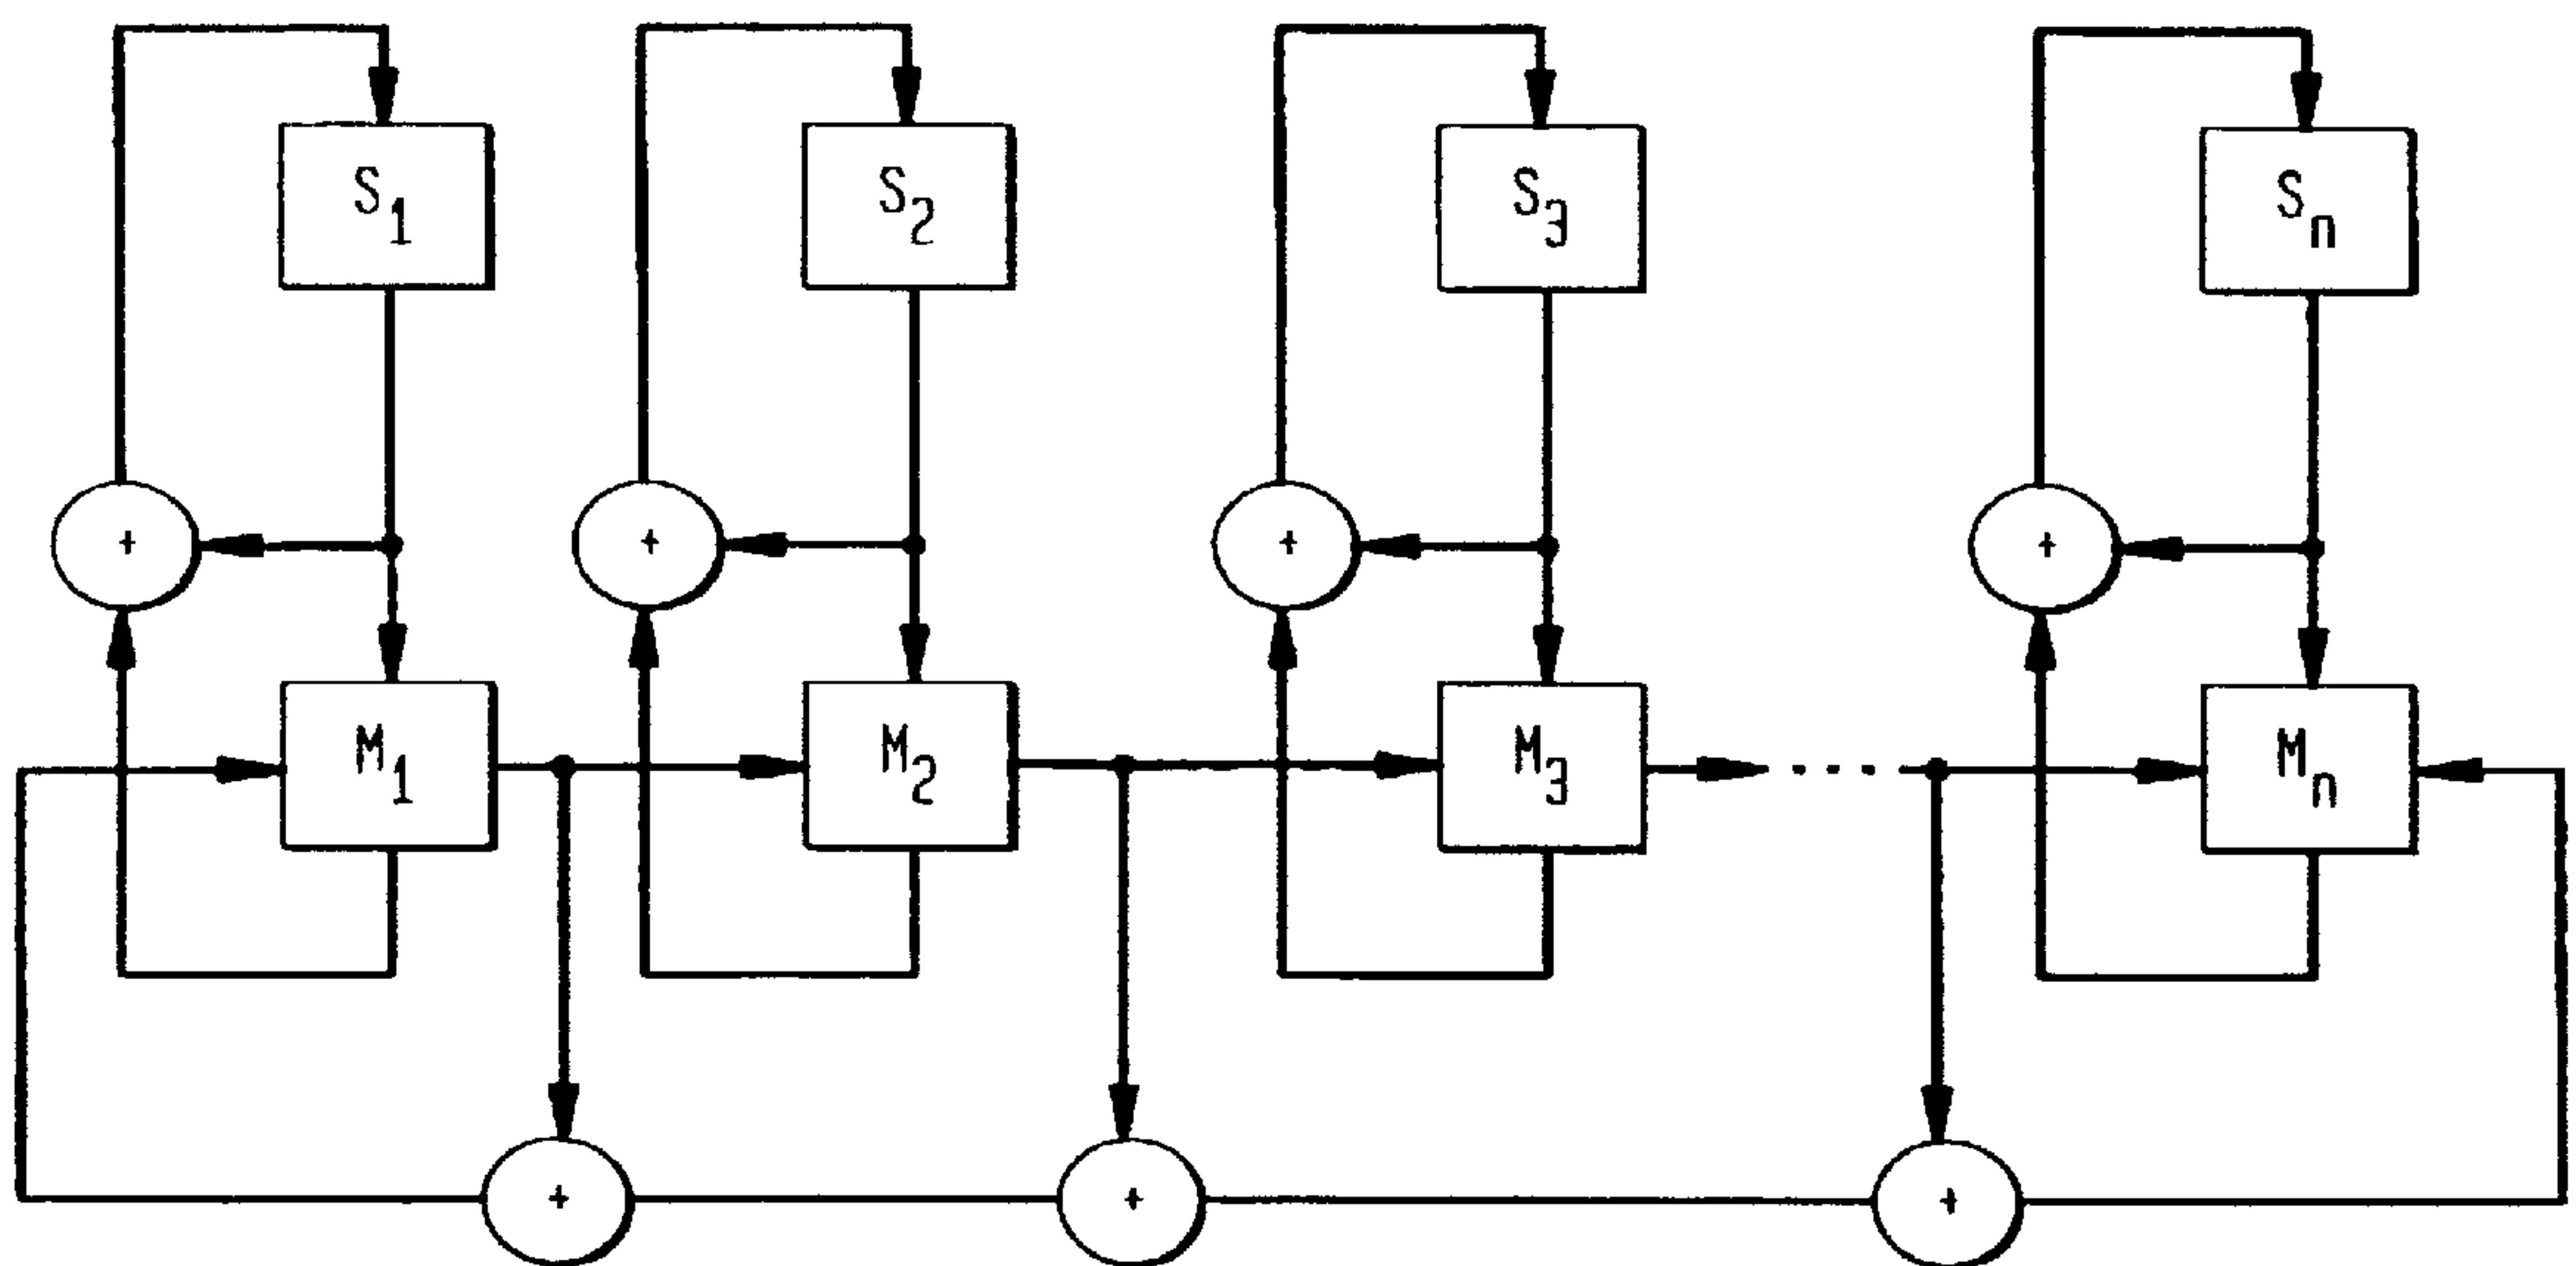 S1 S2 S3 Sn
+ + + +
M1 M2 M3 ... Mn
+ + +